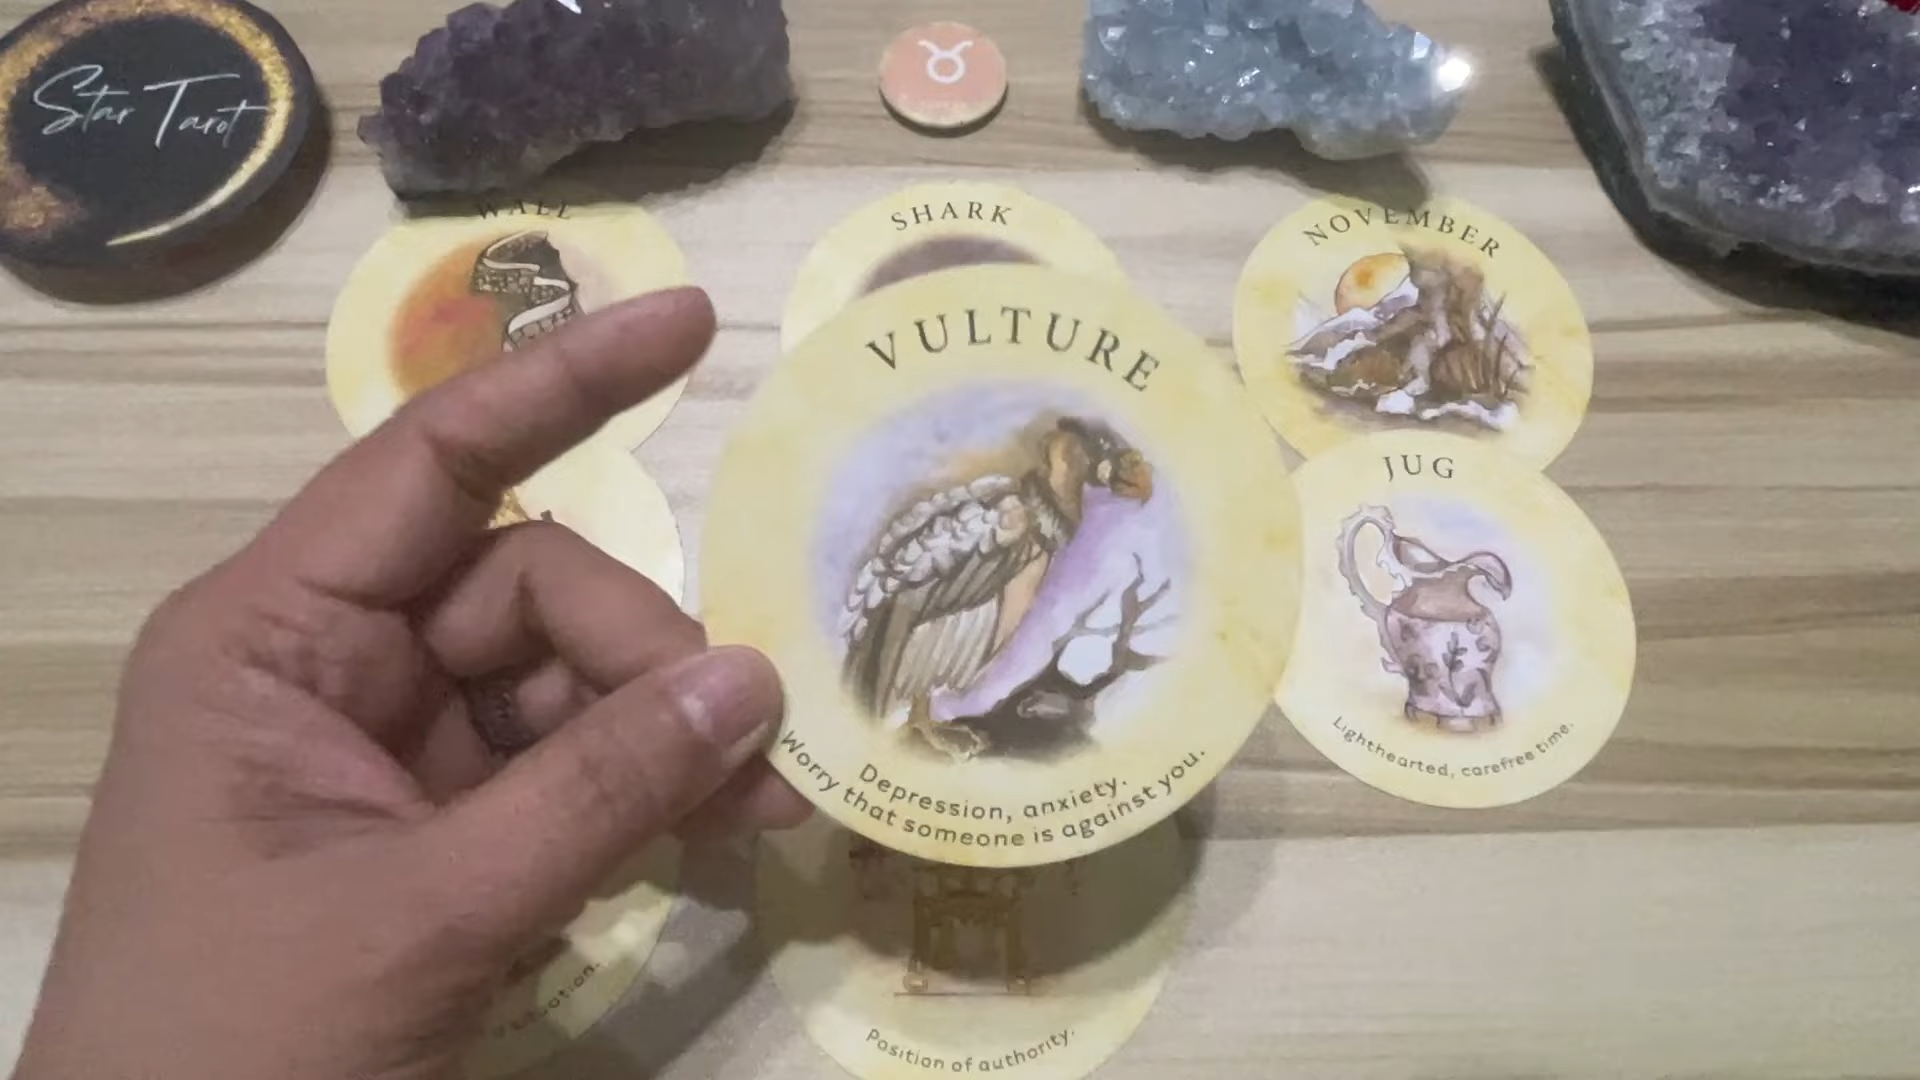 Star Tarot
WALL
SHARK
NOVEMBER
VULTURE
JUG
Depression, anxiety.
Worry that someone is against you.
Lighthearted, carefree time.
Position of authority.